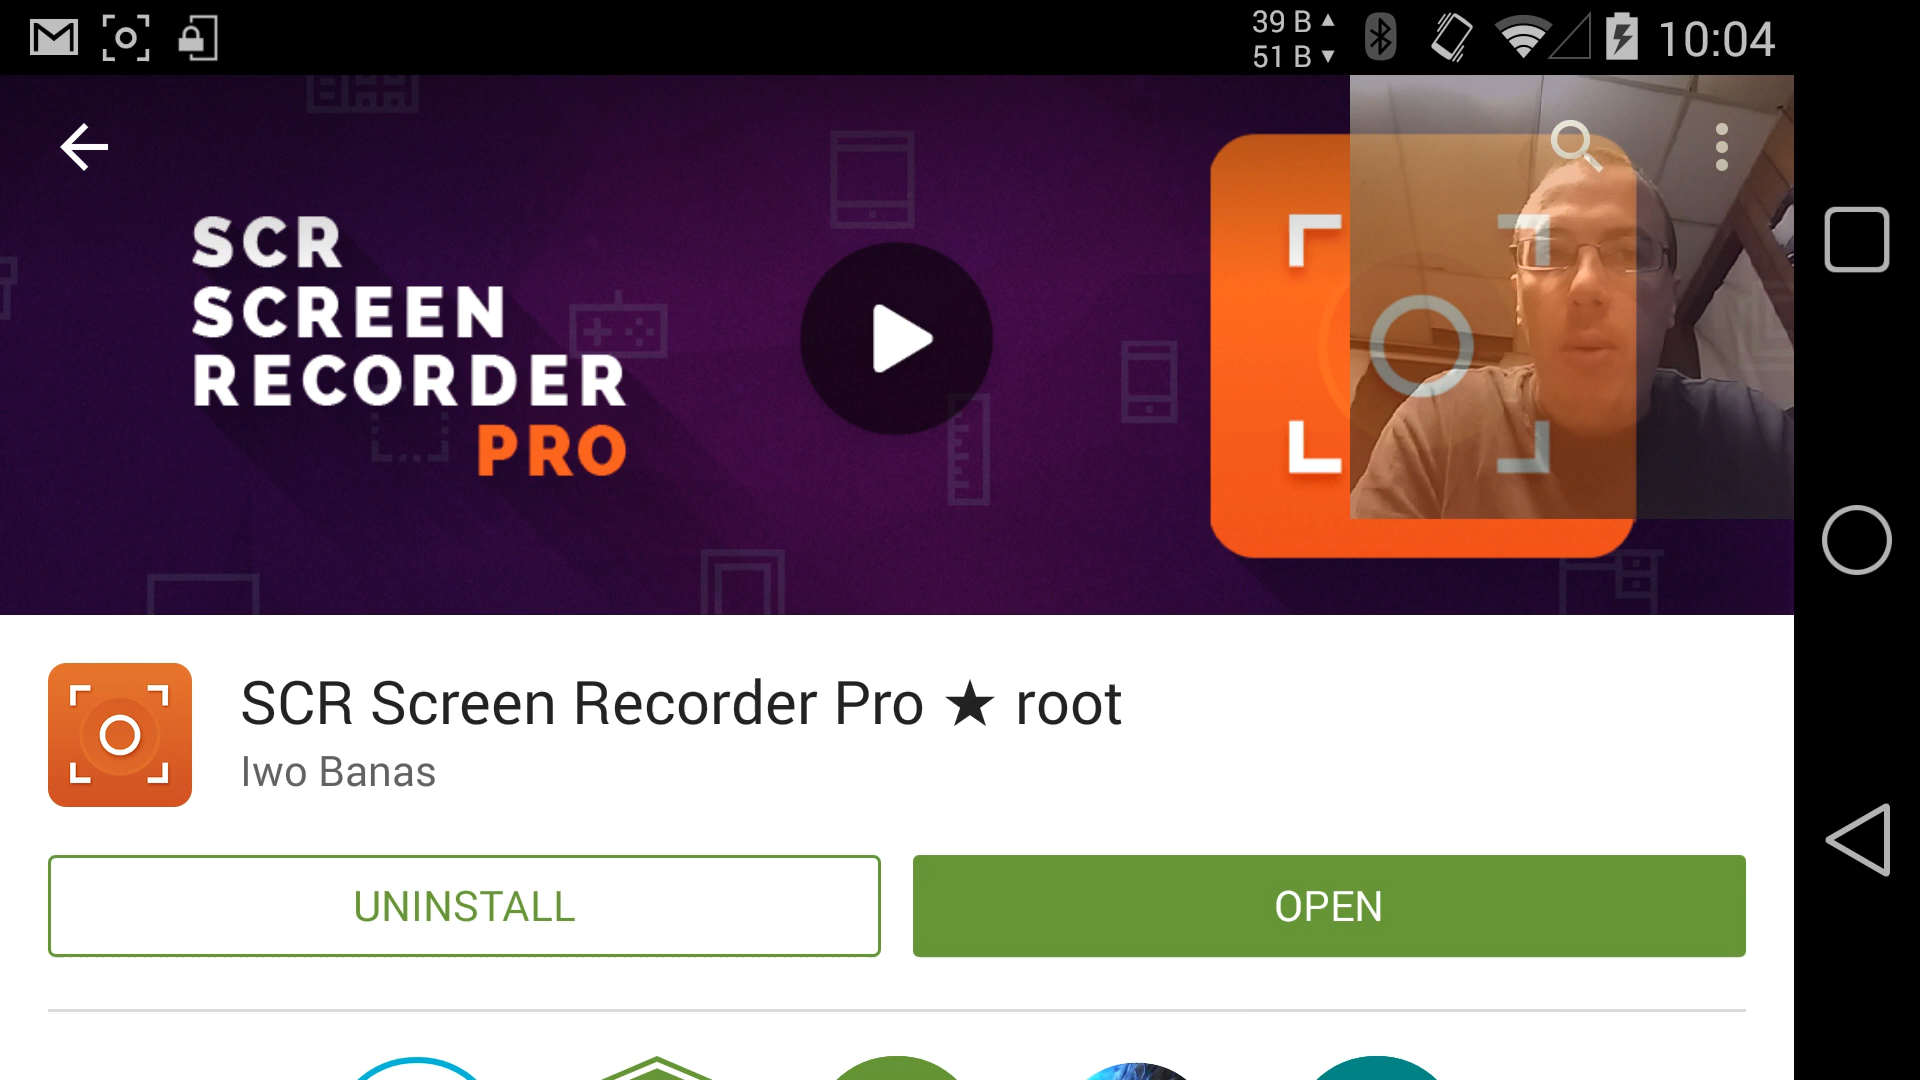 39 B ▲
51 B ▼
10:04
SCR
SCREEN
RECORDER
PRO
SCR Screen Recorder Pro ★ root
Iwo Banas
UNINSTALL
OPEN